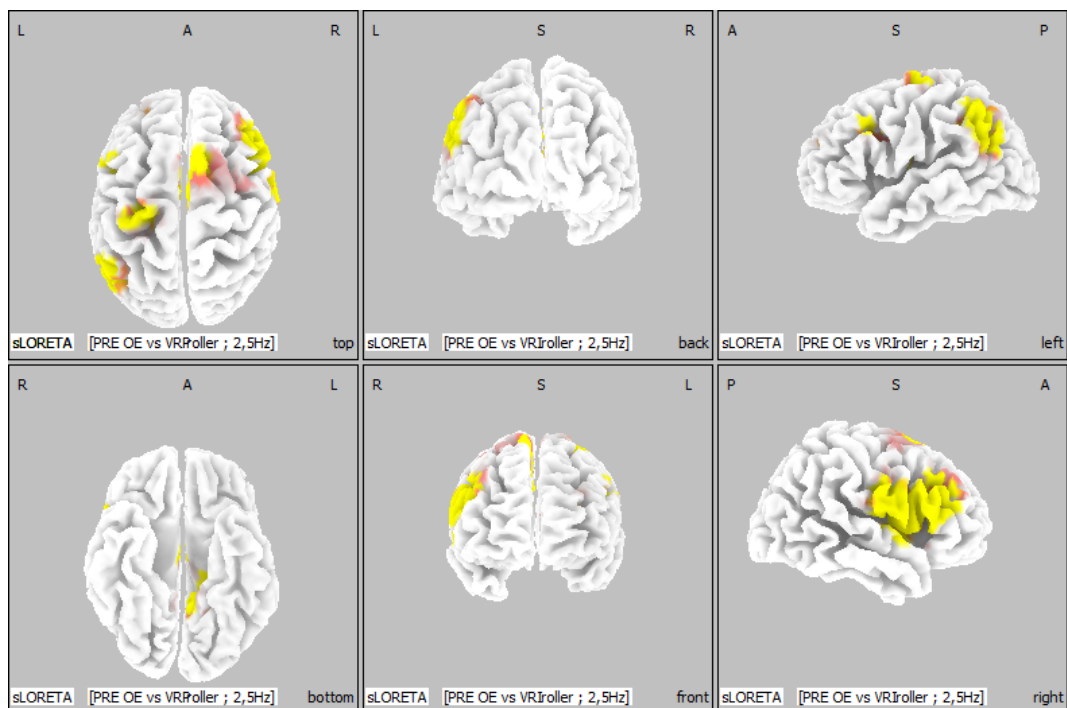 L A R
L S R
A S P
sLORETA [PRE OE vs VRProller ; 2,5Hz] top
sLORETA [PRE OE vs VRIroller ; 2,5Hz] back
sLORETA [PRE OE vs VRIroller ; 2,5Hz] left
R A L
R S L
P S A
sLORETA [PRE OE vs VRProller ; 2,5Hz] bottom
sLORETA [PRE OE vs VRIroller ; 2,5Hz] front
sLORETA [PRE OE vs VRIroller ; 2,5Hz] right